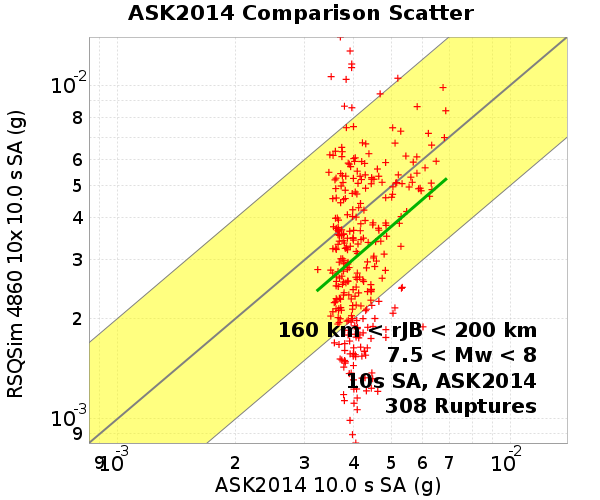 ASK2014 Comparison Scatter
RSQSim 4860 10x 10.0 s SA (g)
10-2
8
7
6
5
4
3
2
10-3
9
160 km < rJB < 200 km
7.5 < Mw < 8
10s SA, ASK2014
308 Ruptures
9 10-3 2 3 4 5 6 7 10-2
ASK2014 10.0 s SA (g)